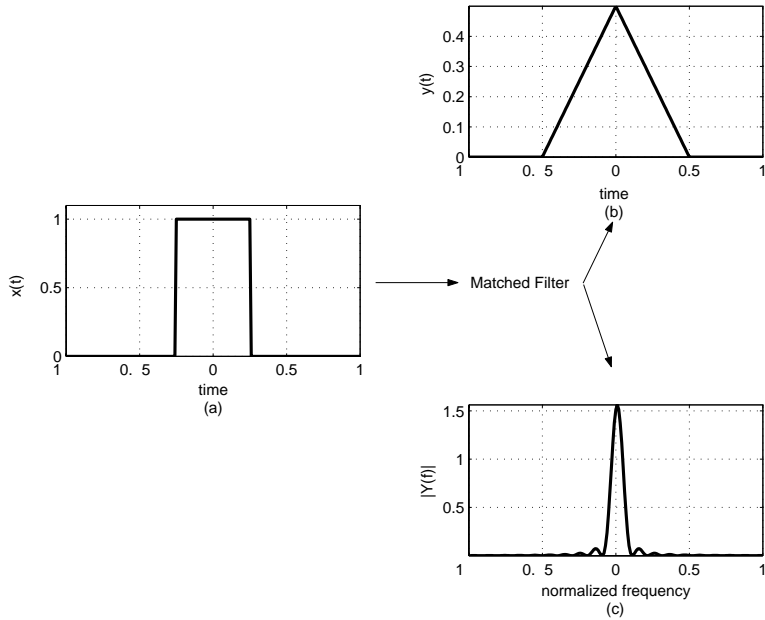 0.4
0.3
0.2
0.1
0
y(t)
1 0. 5 0 0.5 1
time
(b)
1
0.5
0
x(t)
1 0. 5 0 0.5 1
time
(a)
Matched Filter
1.5
1
0.5
|Y(f)|
1 0. 5 0 0.5 1
normalized frequency
(c)